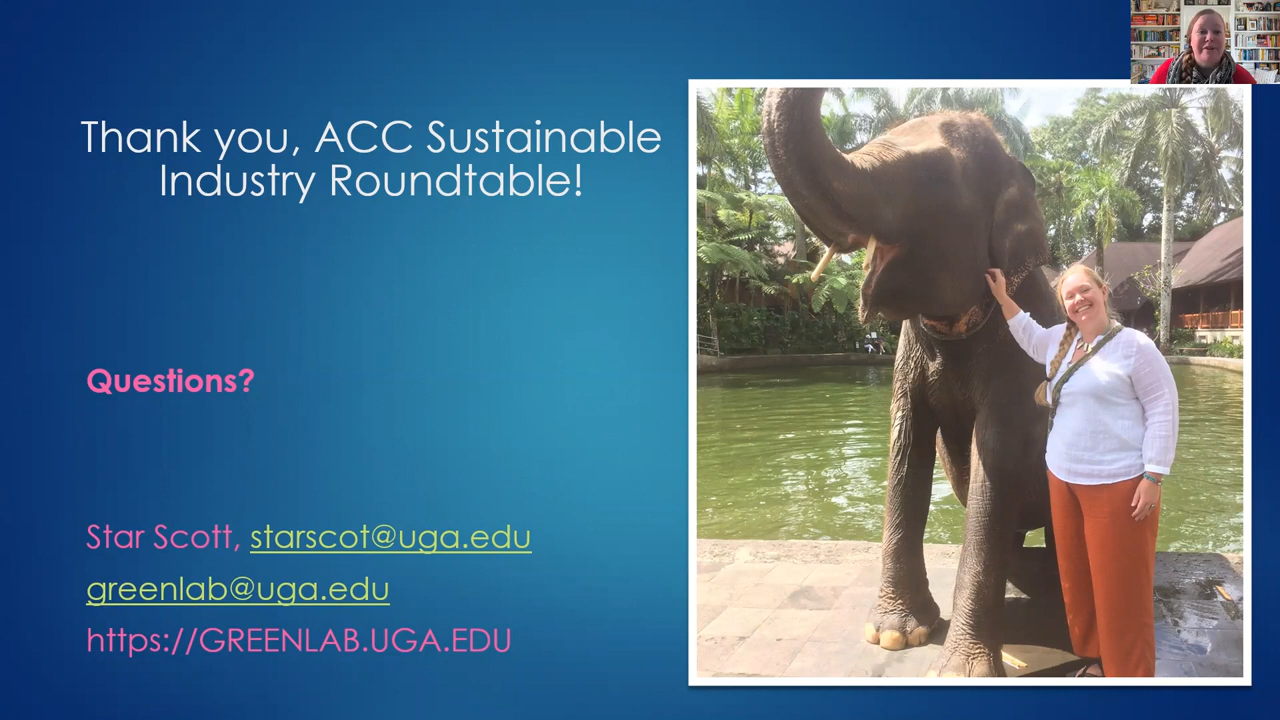 Thank you, ACC Sustainable
Industry Roundtable!
Questions?
Star Scott, starscot@uga.edu
greenlab@uga.edu
https://GREENLAB.UGA.EDU